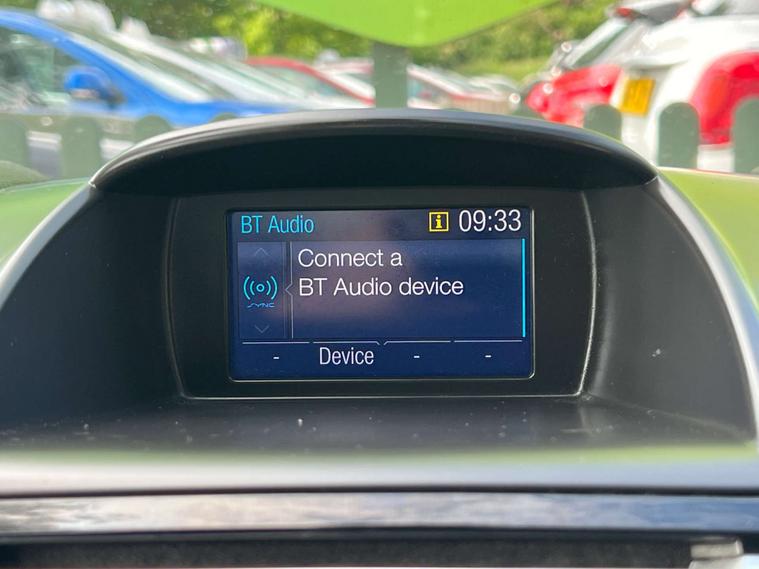 BT Audio i 09:33
Connect a
BT Audio device
SYNC
- Device - -